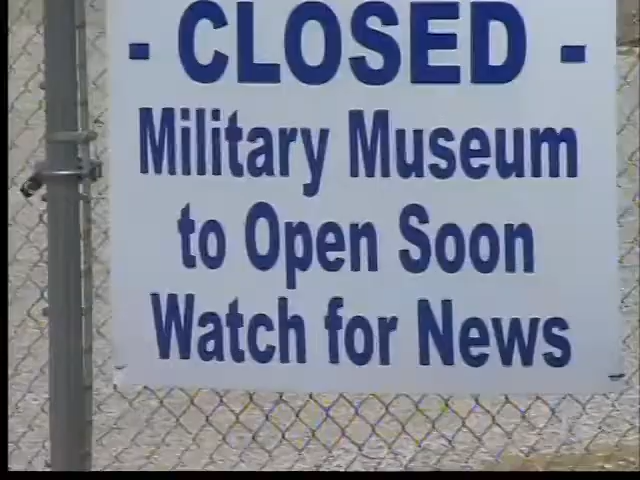 - CLOSED -
Military Museum
to Open Soon
Watch for News